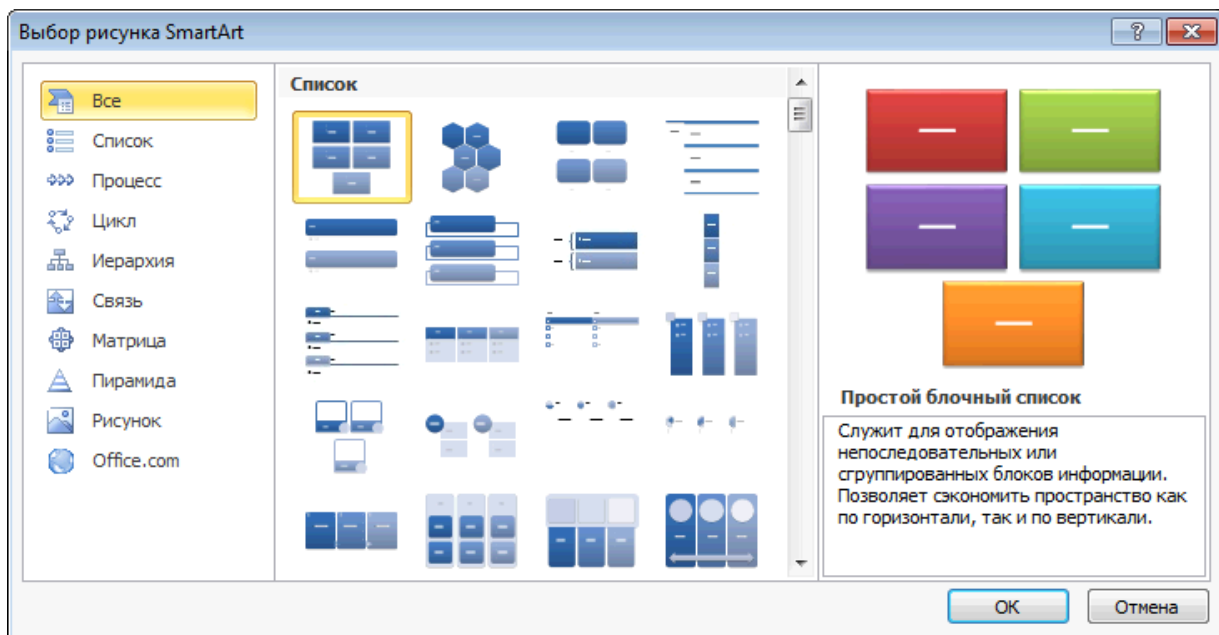 Выбор рисунка SmartArt
Все
Список
Процесс
Цикл
Иерархия
Связь
Матрица
Пирамида
Рисунок
Office.com
Список
Простой блочный список
Служит для отображения
непоследовательных или
сгруппированных блоков информации.
Позволяет сэкономить пространство как
по горизонтали, так и по вертикали.
ОК
Отмена